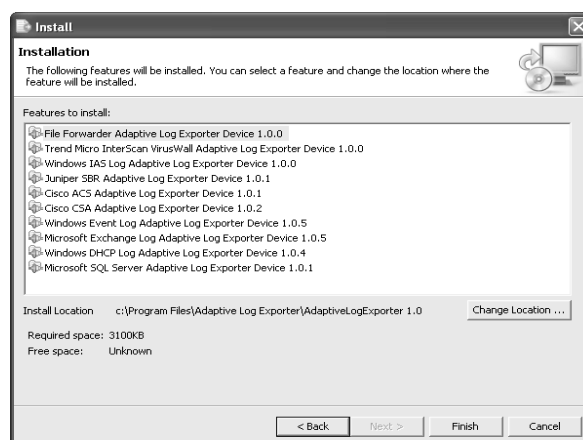 Install
Installation
The following features will be installed. You can select a feature and change the location where the
feature will be installed.
Features to install:
File Forwarder Adaptive Log Exporter Device 1.0.0
Trend Micro InterScan VirusWall Adaptive Log Exporter Device 1.0.0
Windows IAS Log Adaptive Log Exporter Device 1.0.0
Juniper SBR Adaptive Log Exporter Device 1.0.1
Cisco ACS Adaptive Log Exporter Device 1.0.1
Cisco CSA Adaptive Log Exporter Device 1.0.2
Windows Event Log Adaptive Log Exporter Device 1.0.5
Microsoft Exchange Log Adaptive Log Exporter Device 1.0.5
Windows DHCP Log Adaptive Log Exporter Device 1.0.4
Microsoft SQL Server Adaptive Log Exporter Device 1.0.1
Install Location c:\Program Files\Adaptive Log Exporter\AdaptiveLogExporter 1.0 Change Location ...
Required space: 3100KB
Free space: Unknown
< Back Next > Finish Cancel